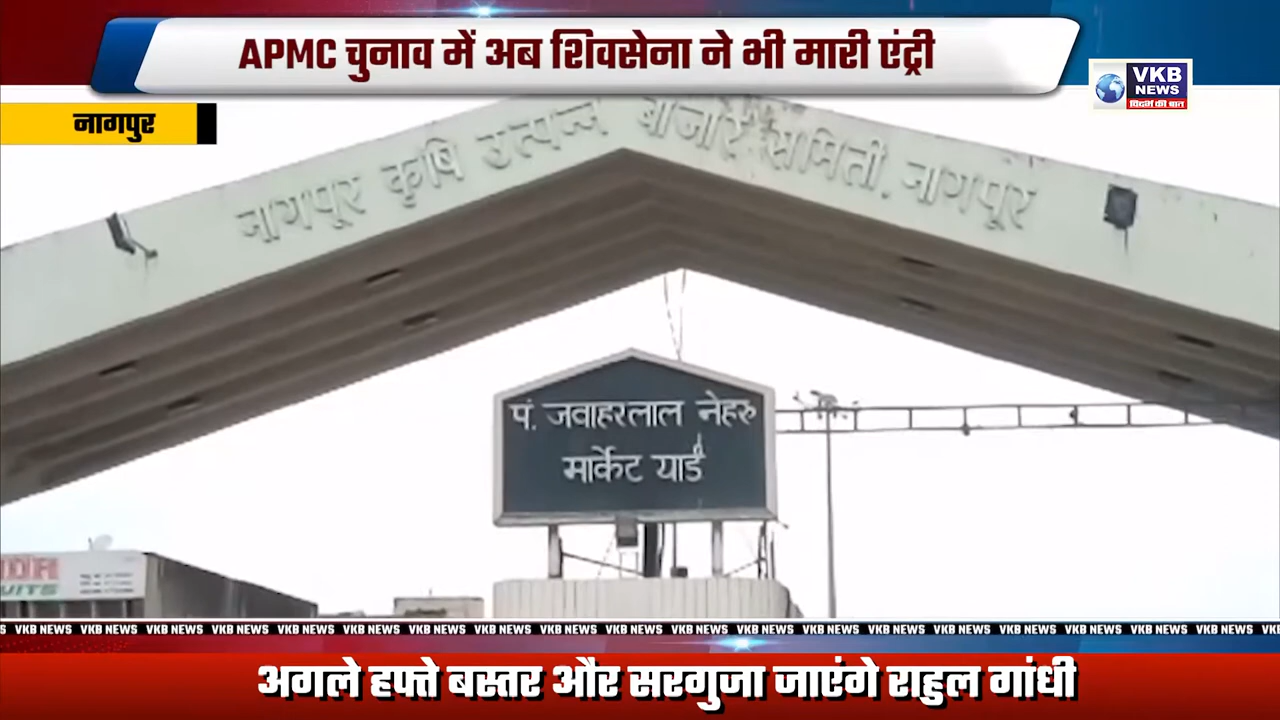 APMC चुनाव में अब शिवसेना ने भी मारी एंट्री
VKB
NEWS
विदर्भ की बात
नागपुर
नागपूर कृषि उत्पन्न बाजार समिती, नागपूर
पं. जवाहरलाल नेहरु
मार्केट यार्ड
VKB NEWS VKB NEWS VKB NEWS VKB NEWS VKB NEWS VKB NEWS VKB NEWS VKB NEWS VKB NEWS VKB NEWS VKB NEWS VKB NEWS VKB NEWS VKB NEWS VKB NEWS VKB NEWS VKB NEWS VKB NEWS VKB NEWS
अगले हफ्ते बस्तर और सरगुजा जाएंगे राहुल गांधी